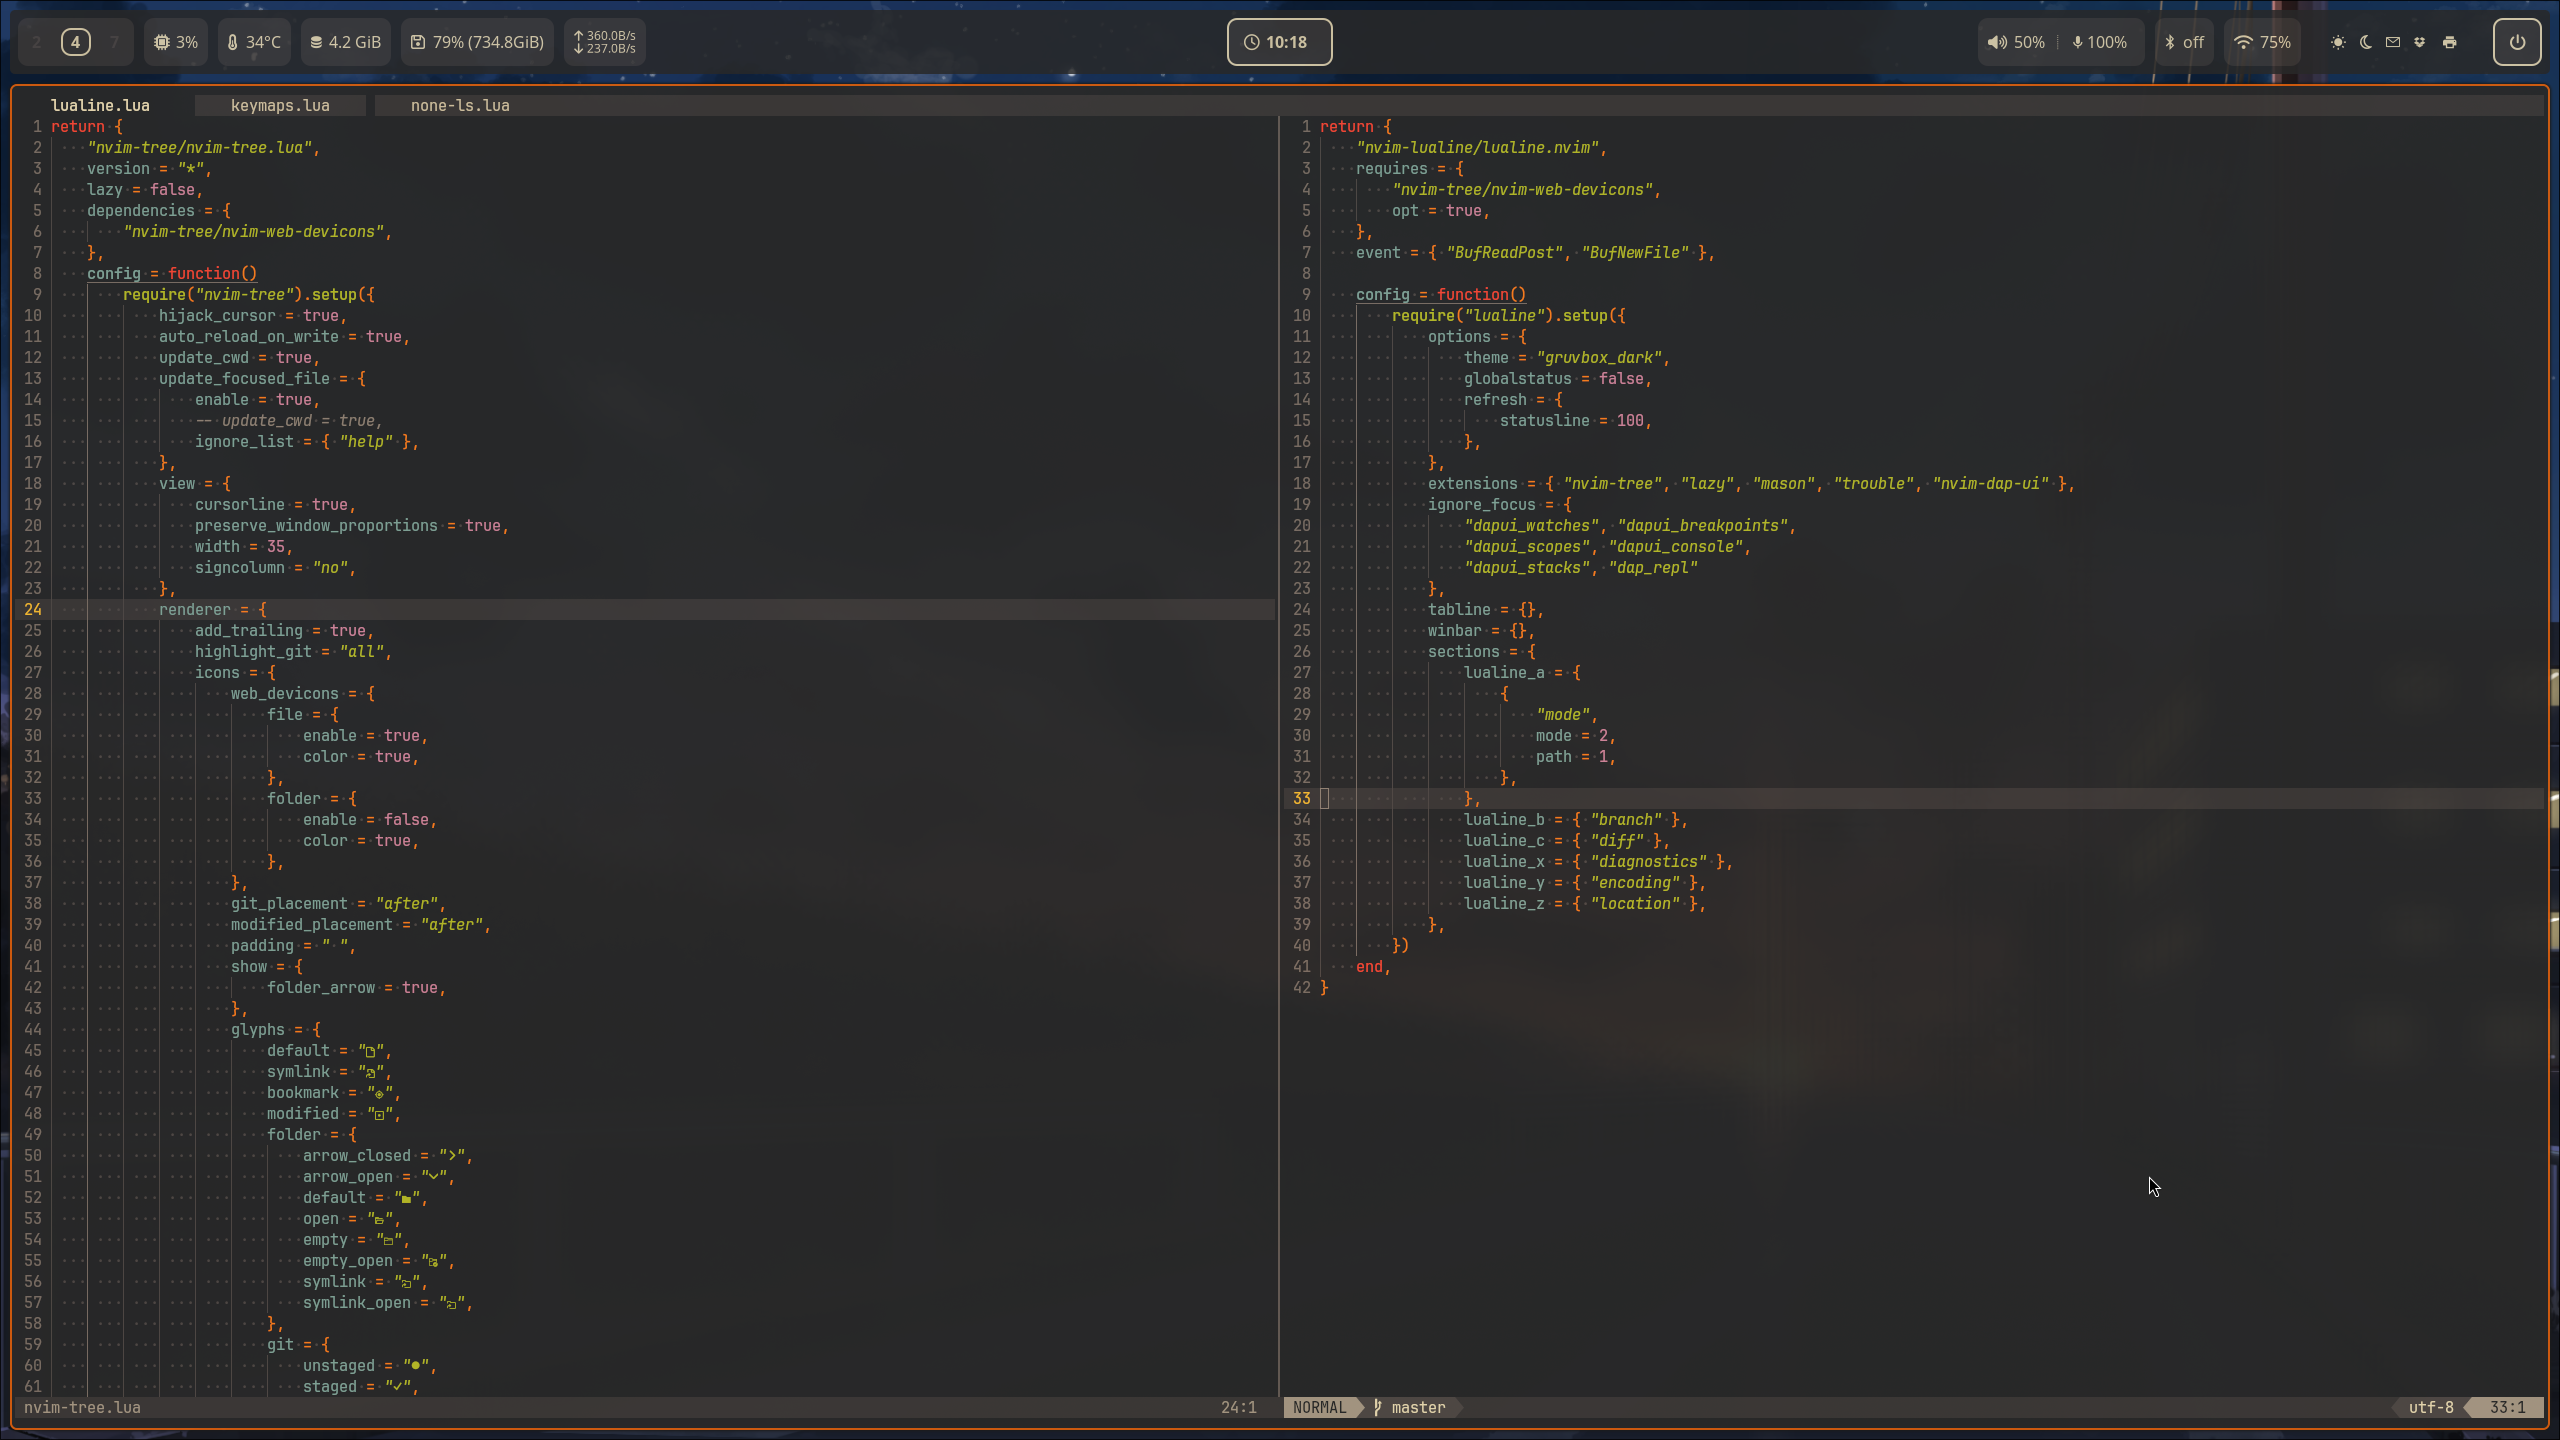 2 4 7 3% 34°C 4.2 GiB 79% (734.8GiB) 360.0B/s 237.0B/s 10:18 50% 100% off 75%
lualine.lua keymaps.lua none-ls.lua
1 return {
2 "nvim-tree/nvim-tree.lua",
3 version = "*",
4 lazy = false,
5 dependencies = {
6 "nvim-tree/nvim-web-devicons",
7 },
8 config = function()
9 require("nvim-tree").setup({
10 hijack_cursor = true,
11 auto_reload_on_write = true,
12 update_cwd = true,
13 update_focused_file = {
14 enable = true,
15 -- update_cwd = true,
16 ignore_list = { "help" },
17 },
18 view = {
19 cursorline = true,
20 preserve_window_proportions = true,
21 width = 35,
22 signcolumn = "no",
23 },
24 renderer = {
25 add_trailing = true,
26 highlight_git = "all",
27 icons = {
28 web_devicons = {
29 file = {
30 enable = true,
31 color = true,
32 },
33 folder = {
34 enable = false,
35 color = true,
36 },
37 },
38 git_placement = "after",
39 modified_placement = "after",
40 padding = " ",
41 show = {
42 folder_arrow = true,
43 },
44 glyphs = {
45 default = "",
46 symlink = "",
47 bookmark = "",
48 modified = "",
49 folder = {
50 arrow_closed = "",
51 arrow_open = "",
52 default = "",
53 open = "",
54 empty = "",
55 empty_open = "",
56 symlink = "",
57 symlink_open = "",
58 },
59 git = {
60 unstaged = "●",
61 staged = "✓",
nvim-tree.lua 24:1
1 return {
2 "nvim-lualine/lualine.nvim",
3 requires = {
4 "nvim-tree/nvim-web-devicons",
5 opt = true,
6 },
7 event = { "BufReadPost", "BufNewFile" },
8
9 config = function()
10 require("lualine").setup({
11 options = {
12 theme = "gruvbox_dark",
13 globalstatus = false,
14 refresh = {
15 statusline = 100,
16 },
17 },
18 extensions = { "nvim-tree", "lazy", "mason", "trouble", "nvim-dap-ui" },
19 ignore_focus = {
20 "dapui_watches", "dapui_breakpoints",
21 "dapui_scopes", "dapui_console",
22 "dapui_stacks", "dap_repl"
23 },
24 tabline = {},
25 winbar = {},
26 sections = {
27 lualine_a = {
28 {
29 "mode",
30 mode = 2,
31 path = 1,
32 },
33 },
34 lualine_b = { "branch" },
35 lualine_c = { "diff" },
36 lualine_x = { "diagnostics" },
37 lualine_y = { "encoding" },
38 lualine_z = { "location" },
39 },
40 })
41 end,
42 }
NORMAL master utf-8 33:1